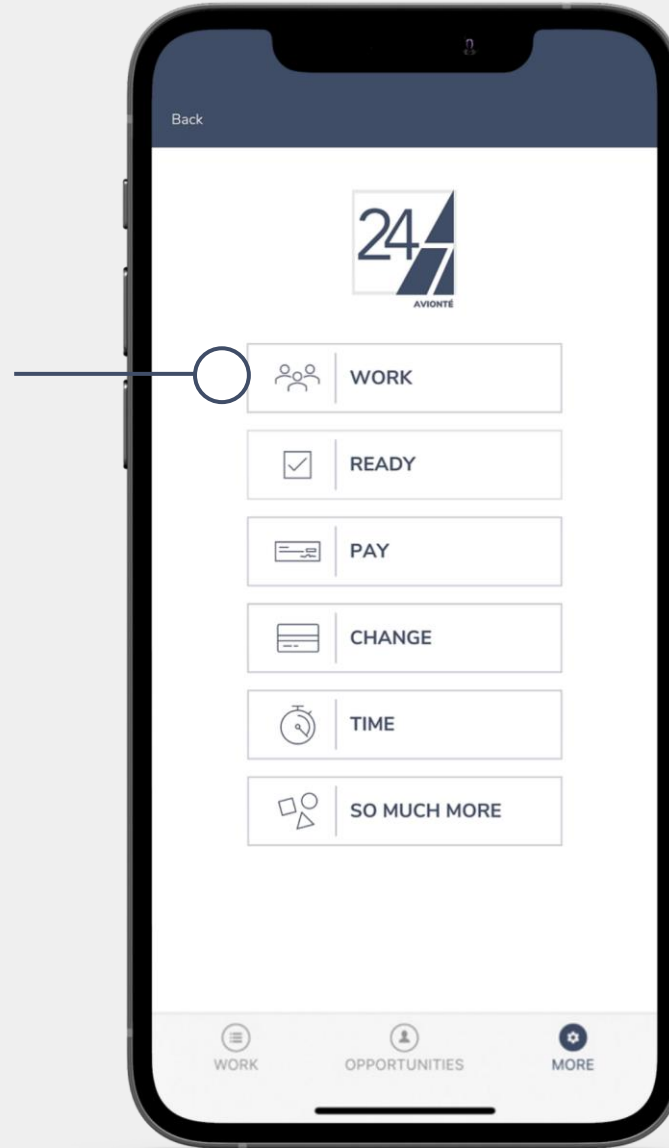 Back
24
7
AVIONTÉ
WORK
READY
PAY
CHANGE
TIME
SO MUCH MORE
WORK
OPPORTUNITIES
MORE